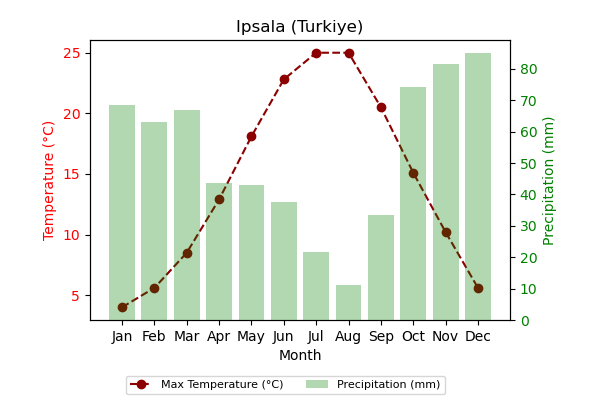 Ipsala (Turkiye)
25
20
15
10
5
Temperature (°C)
80
70
60
50
40
30
20
10
0
Precipitation (mm)
Jan Feb Mar Apr May Jun Jul Aug Sep Oct Nov Dec
Month
Max Temperature (°C) Precipitation (mm)